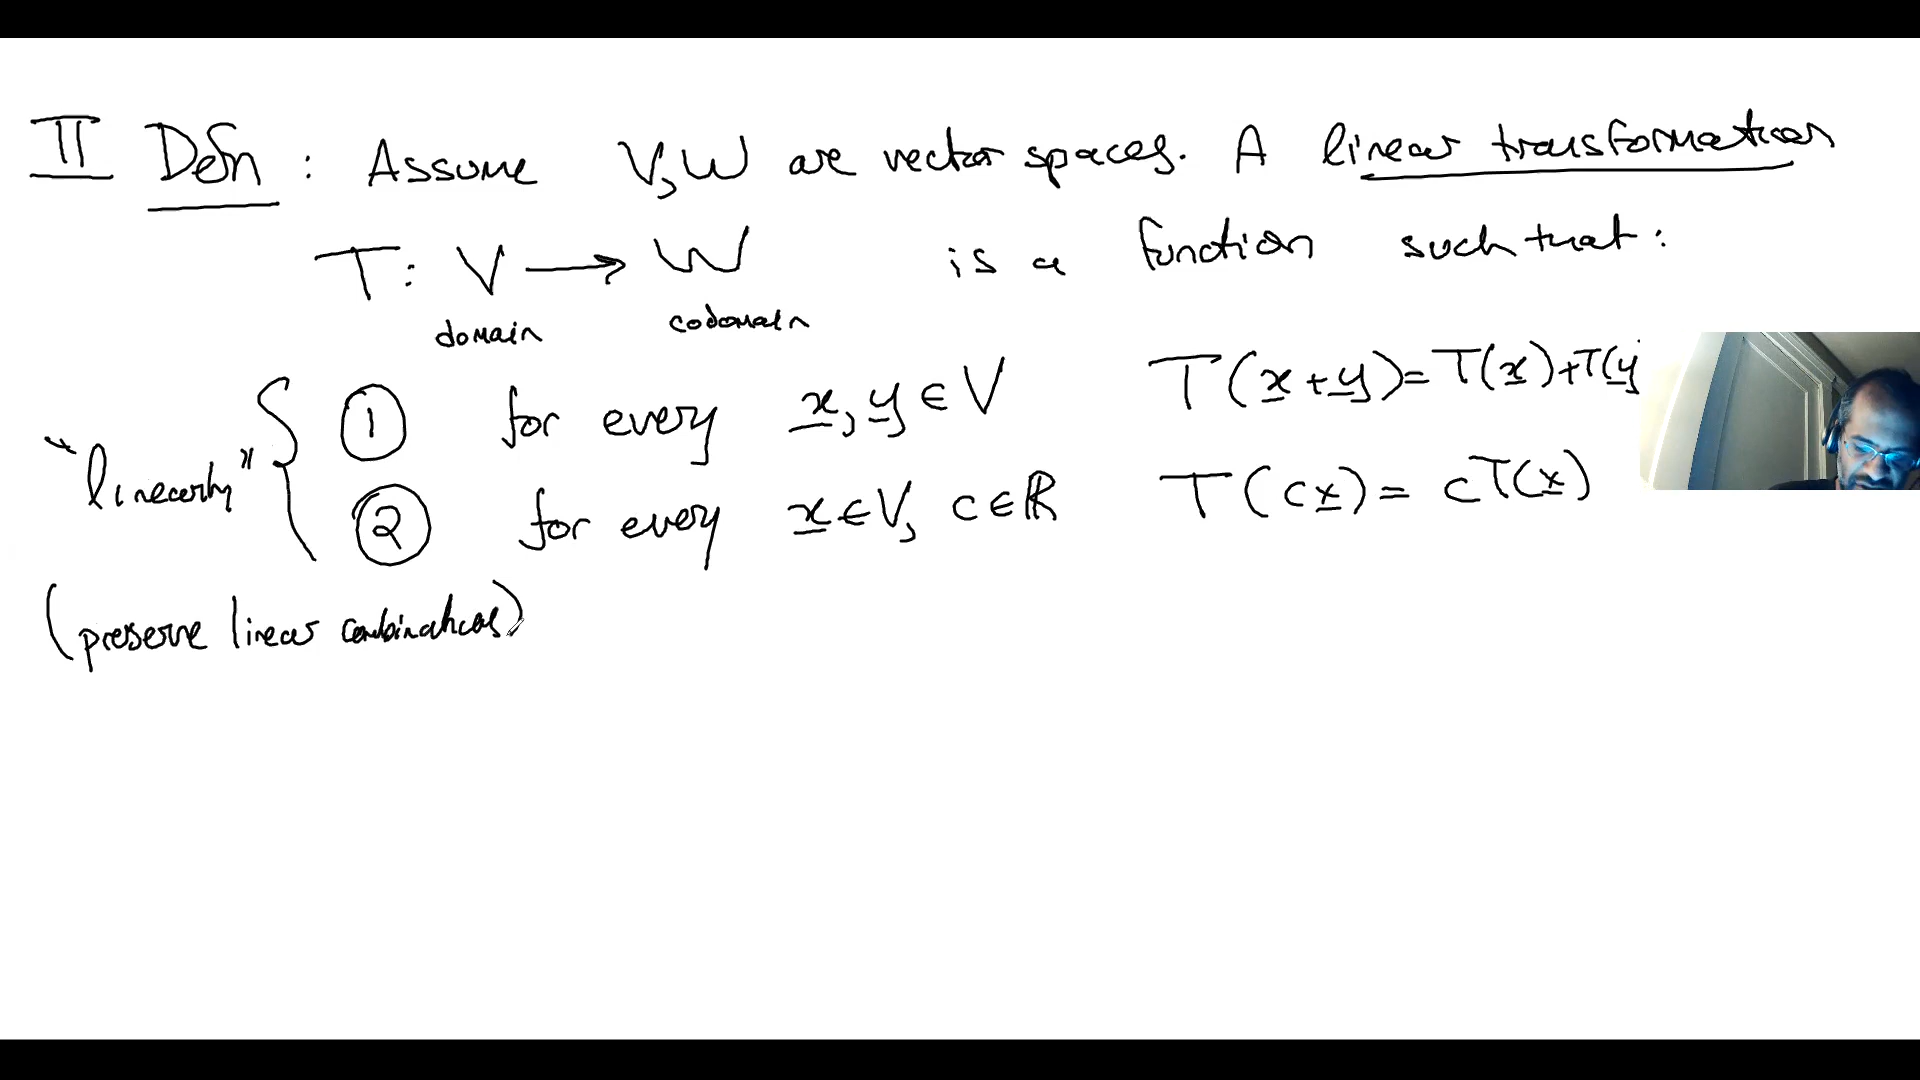 II Defn : Assume V, W are vector spaces. A linear transformation
T: V → W is a function such that:
domain codomain
"linearity" { ① for every x, y ∈ V T(x+y)=T(x)+T(y
② for every x ∈ V, c ∈ ℝ T(cx) = cT(x)
(preserve linear combinations)